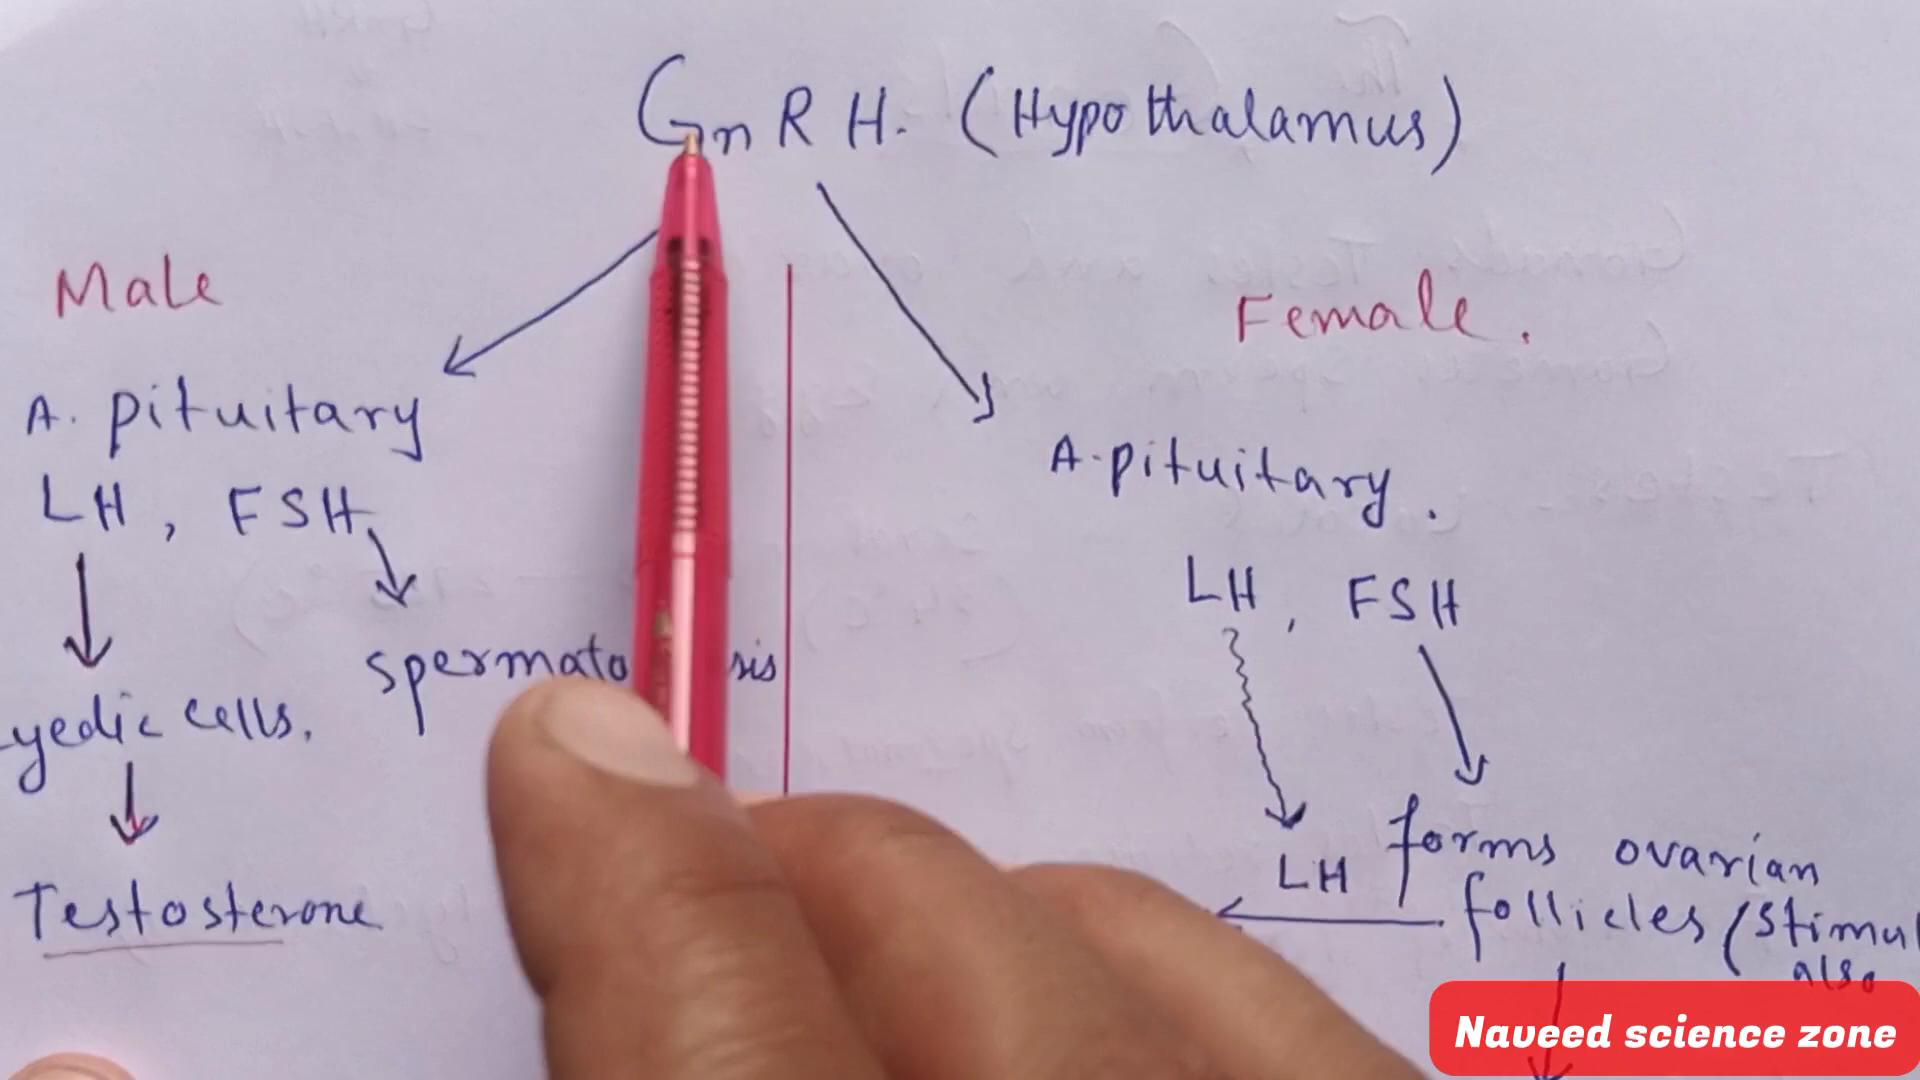 GnRH. (Hypothalamus)
Male
A. pituitary
LH, FSH
spermato sis
yedic cells.
Testosterone
Female.
A. pituitary.
LH, FSH
forms ovarian
LH follicles (stimul
also
Naveed science zone